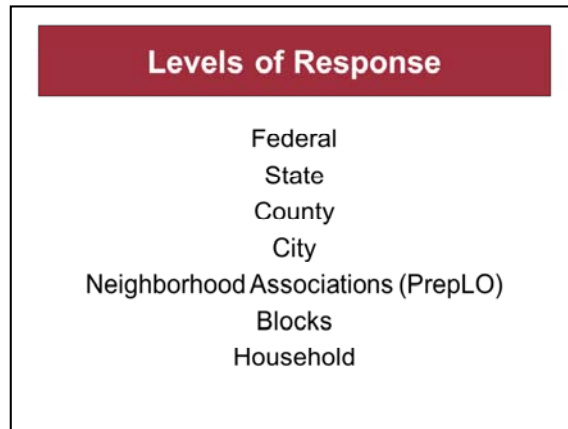 Levels of Response
Federal
State
County
City
Neighborhood Associations (PrepLO)
Blocks
Household